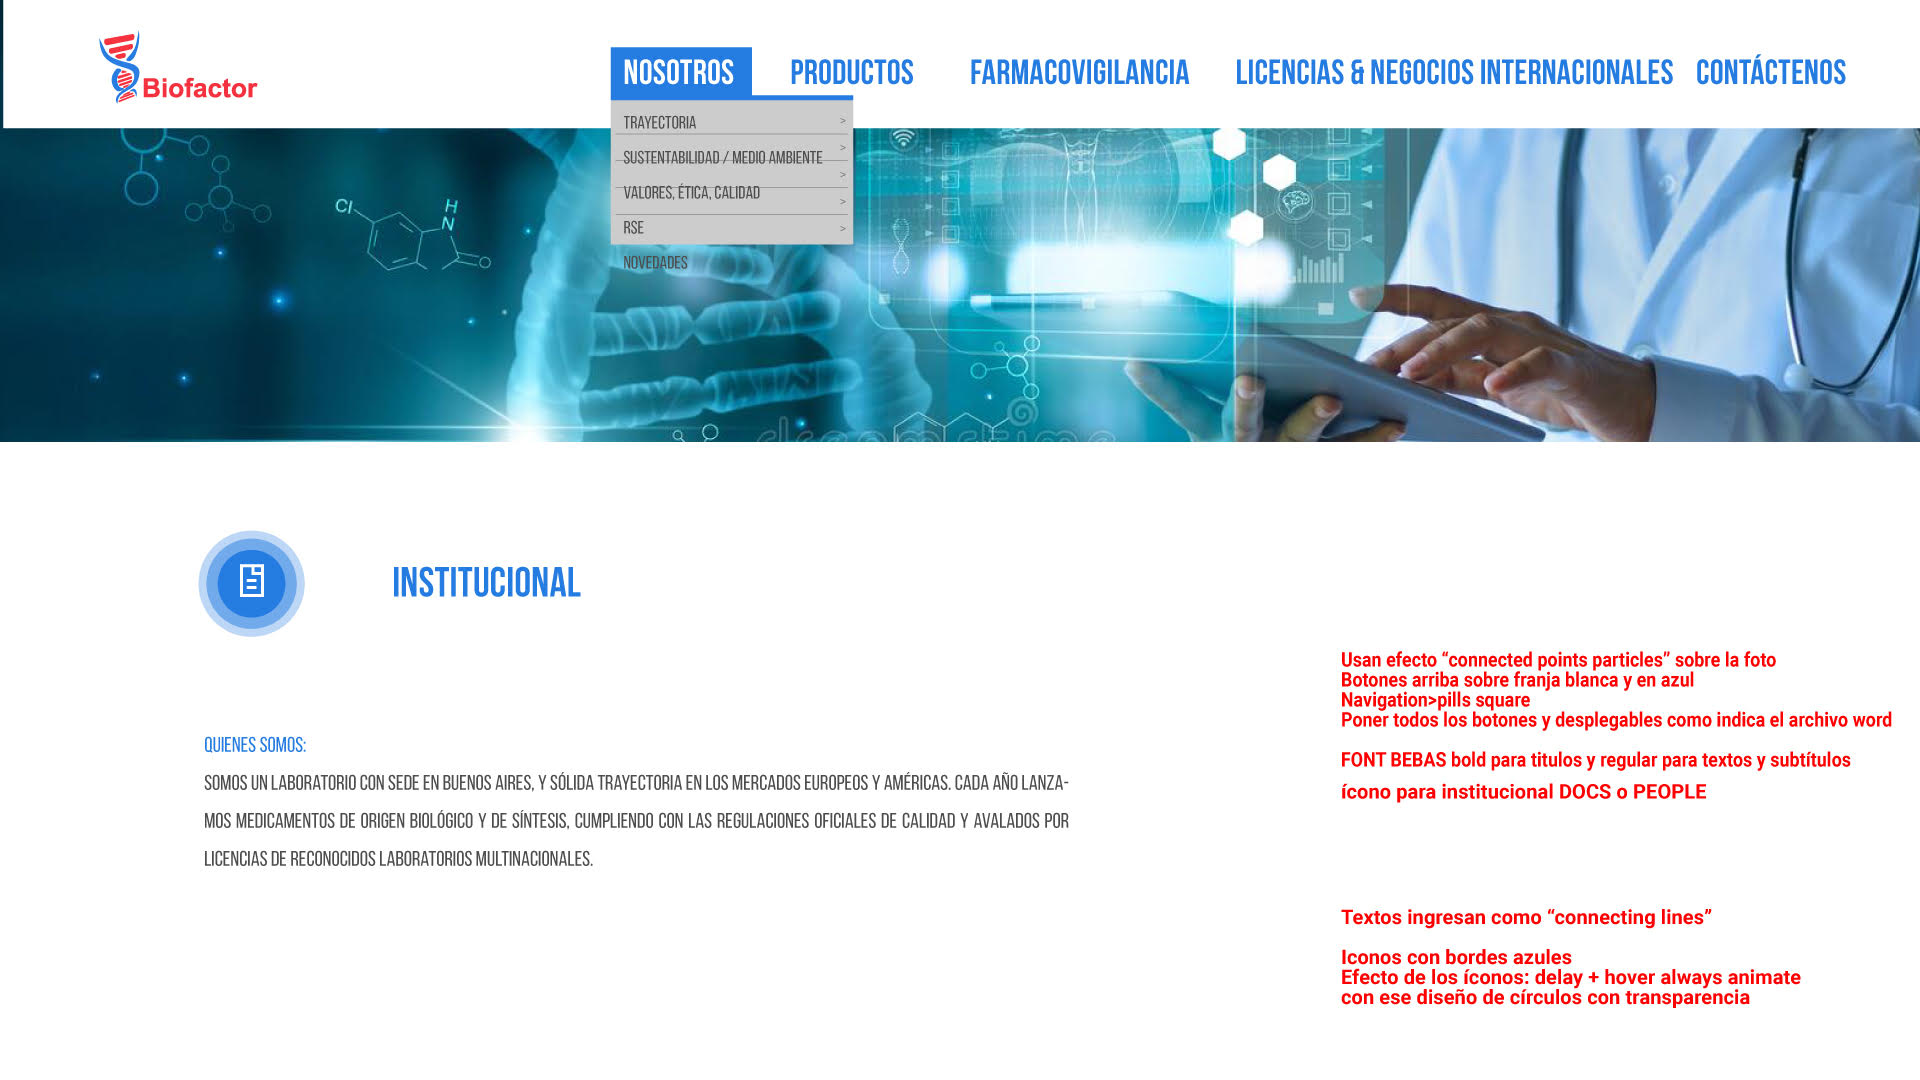 Biofactor
NOSOTROS
PRODUCTOS
FARMACOVIGILANCIA
LICENCIAS & NEGOCIOS INTERNACIONALES
CONTÁCTENOS
TRAYECTORIA >
SUSTENTABILIDAD / MEDIO AMBIENTE >
VALORES, ÉTICA, CALIDAD >
>
RSE >
NOVEDADES
Cl
H
N
O
dreamstime
INSTITUCIONAL
QUIENES SOMOS:
SOMOS UN LABORATORIO CON SEDE EN BUENOS AIRES, Y SÓLIDA TRAYECTORIA EN LOS MERCADOS EUROPEOS Y AMÉRICAS. CADA AÑO LANZA-
MOS MEDICAMENTOS DE ORIGEN BIOLÓGICO Y DE SÍNTESIS, CUMPLIENDO CON LAS REGULACIONES OFICIALES DE CALIDAD Y AVALADOS POR
LICENCIAS DE RECONOCIDOS LABORATORIOS MULTINACIONALES.
Usan efecto “connected points particles” sobre la foto
Botones arriba sobre franja blanca y en azul
Navigation>pills square
Poner todos los botones y desplegables como indica el archivo word
FONT BEBAS bold para titulos y regular para textos y subtítulos
ícono para institucional DOCS o PEOPLE
Textos ingresan como “connecting lines”
Iconos con bordes azules
Efecto de los íconos: delay + hover always animate
con ese diseño de círculos con transparencia